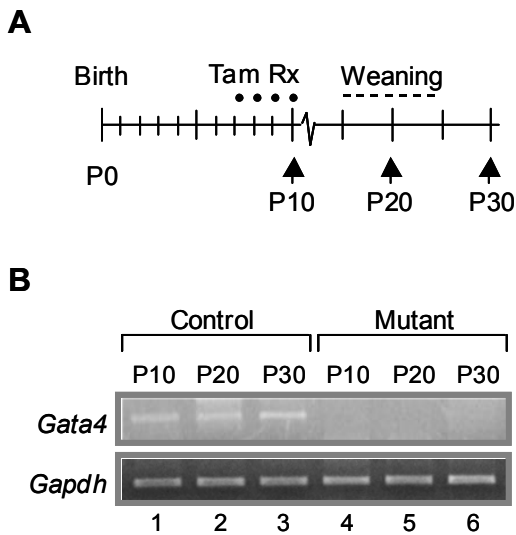 A
Birth Tam Rx Weaning
P0 P10 P20 P30
B
Control Mutant
P10 P20 P30 P10 P20 P30
Gata4
Gapdh
1 2 3 4 5 6